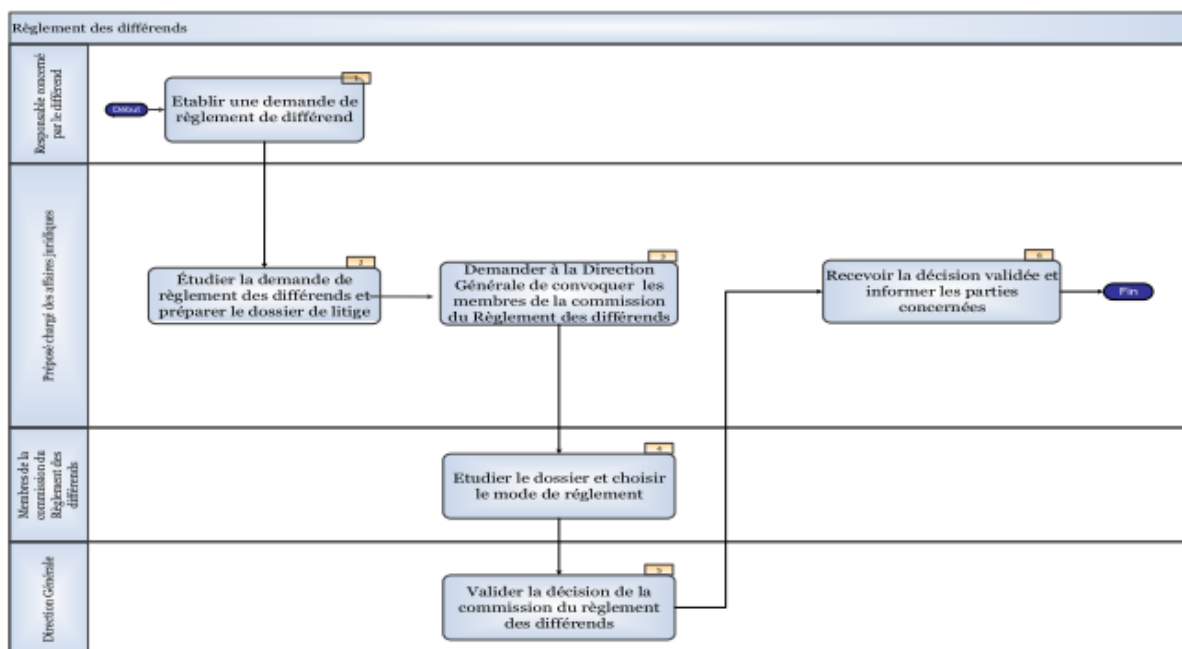 Règlement des différends
Responsable concerné
par le différend
Début
1
Etablir une demande de
règlement de différend
Préposé chargé des affaires juridiques
2
Étudier la demande de
règlement des différends et
préparer le dossier de litige
3
Demander à la Direction
Générale de convoquer les
membres de la commission
du Règlement des différends
6
Recevoir la décision validée et
informer les parties
concernées
Fin
Membres de la
commission du
Règlement des
différends
4
Etudier le dossier et choisir
le mode de réglement
Direction Générale
5
Valider la décision de la
commission du règlement
des différends